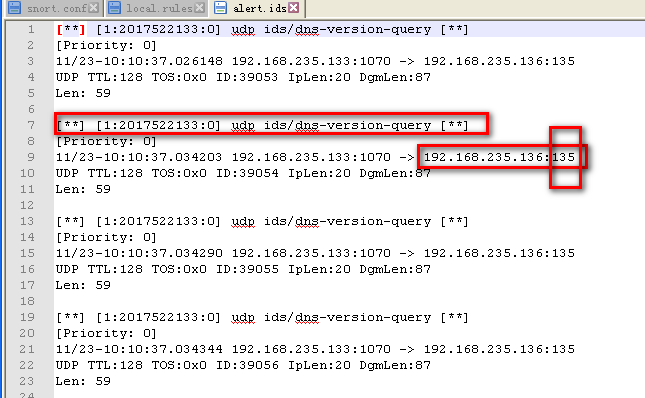 snort.conf local.rules alert.ids
1 [**] [1:2017522133:0] udp ids/dns-version-query [**]
2 [Priority: 0]
3 11/23-10:10:37.026148 192.168.235.133:1070 -> 192.168.235.136:135
4 UDP TTL:128 TOS:0x0 ID:39053 IpLen:20 DgmLen:87
5 Len: 59
6
7 [**] [1:2017522133:0] udp ids/dns-version-query [**]
8 [Priority: 0]
9 11/23-10:10:37.034203 192.168.235.133:1070 -> 192.168.235.136:135
10 UDP TTL:128 TOS:0x0 ID:39054 IpLen:20 DgmLen:87
11 Len: 59
12
13 [**] [1:2017522133:0] udp ids/dns-version-query [**]
14 [Priority: 0]
15 11/23-10:10:37.034290 192.168.235.133:1070 -> 192.168.235.136:135
16 UDP TTL:128 TOS:0x0 ID:39055 IpLen:20 DgmLen:87
17 Len: 59
18
19 [**] [1:2017522133:0] udp ids/dns-version-query [**]
20 [Priority: 0]
21 11/23-10:10:37.034344 192.168.235.133:1070 -> 192.168.235.136:135
22 UDP TTL:128 TOS:0x0 ID:39056 IpLen:20 DgmLen:87
23 Len: 59
24